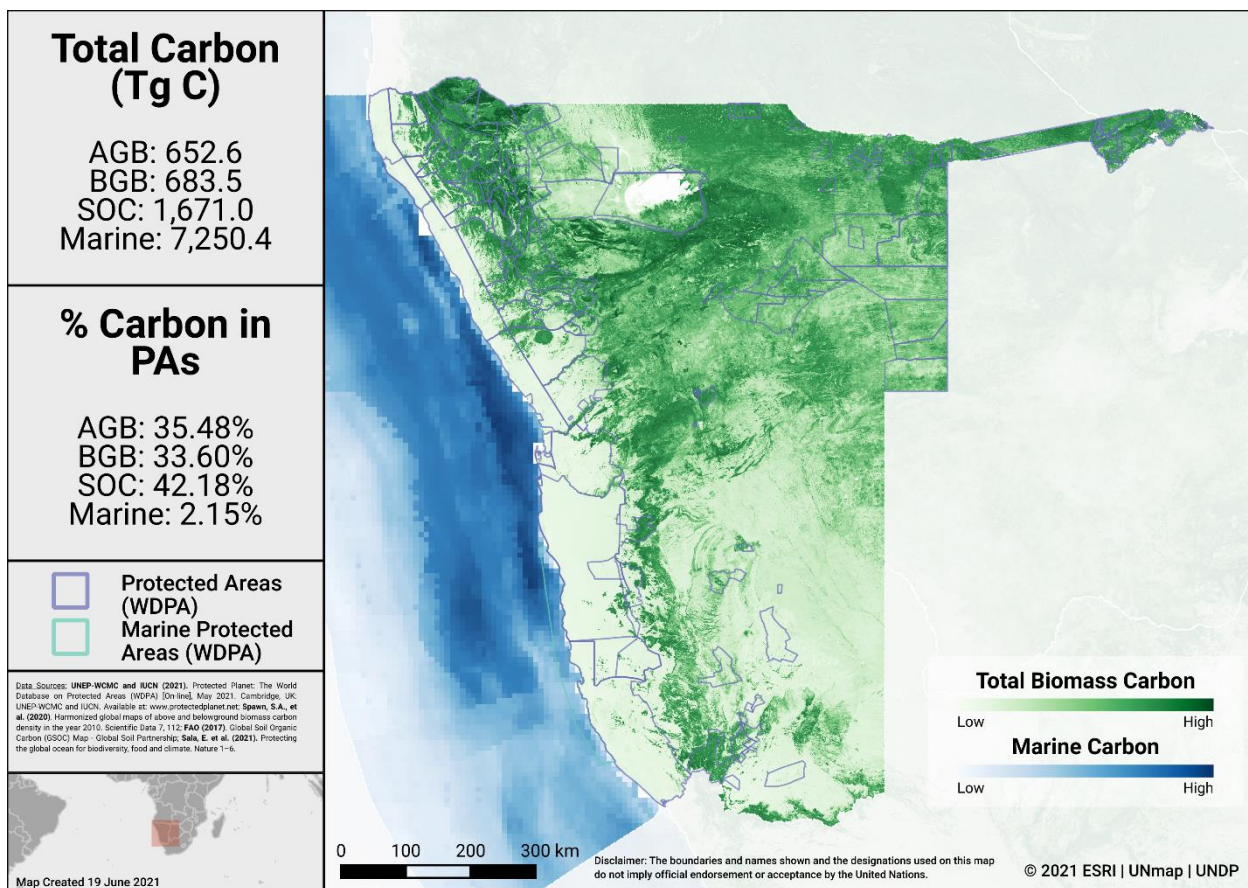 Total Carbon
(Tg C)
AGB: 652.6
BGB: 683.5
SOC: 1,671.0
Marine: 7,250.4
% Carbon in
PAs
AGB: 35.48%
BGB: 33.60%
SOC: 42.18%
Marine: 2.15%
Protected Areas
(WDPA)
Marine Protected
Areas (WDPA)
Data Sources: UNEP-WCMC and IUCN (2021). Protected Planet: The World
Database on Protected Areas (WDPA) [On-line], May 2021. Cambridge, UK:
UNEP-WCMC and IUCN. Available at: www.protectedplanet.net; Spawn, S.A., et
al. (2020). Harmonized global maps of above and belowground biomass carbon
density in the year 2010. Scientific Data 7, 112; FAO (2017). Global Soil Organic
Carbon (GSOC) Map - Global Soil Partnership; Sala, E. et al. (2021). Protecting
the global ocean for biodiversity, food and climate. Nature 1–6.
Map Created 19 June 2021
Total Biomass Carbon
Low High
Marine Carbon
Low High
0 100 200 300 km
Disclaimer: The boundaries and names shown and the designations used on this map
do not imply official endorsement or acceptance by the United Nations.
© 2021 ESRI | UNmap | UNDP